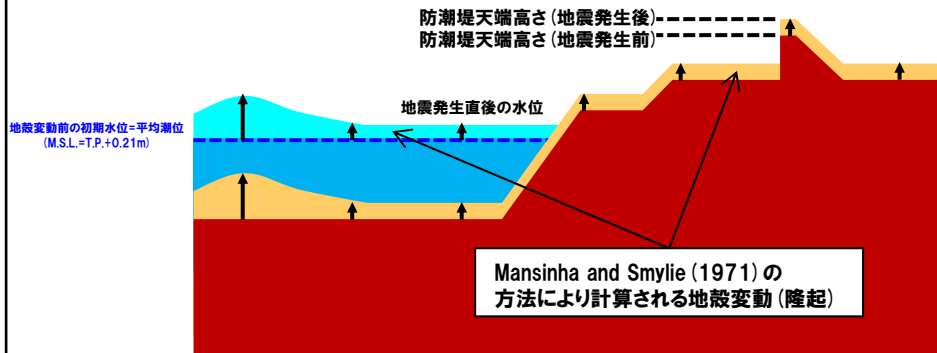 防潮堤天端高さ(地震発生後)
防潮堤天端高さ(地震発生前)
地震発生直後の水位
地殻変動前の初期水位=平均潮位
(M.S.L.=T.P.+0.21m)
Mansinha and Smylie(1971)の
方法により計算される地殻変動(隆起)